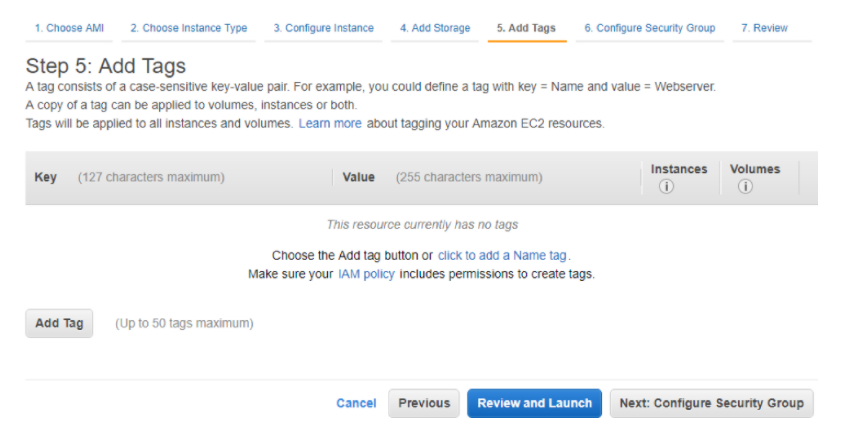 1. Choose AMI 2. Choose Instance Type 3. Configure Instance 4. Add Storage 5. Add Tags 6. Configure Security Group 7. Review
Step 5: Add Tags
A tag consists of a case-sensitive key-value pair. For example, you could define a tag with key = Name and value = Webserver.
A copy of a tag can be applied to volumes, instances or both.
Tags will be applied to all instances and volumes. Learn more about tagging your Amazon EC2 resources.
Key (127 characters maximum) Value (255 characters maximum) Instances Volumes
This resource currently has no tags
Choose the Add tag button or click to add a Name tag.
Make sure your IAM policy includes permissions to create tags.
Add Tag (Up to 50 tags maximum)
Cancel Previous Review and Launch Next: Configure Security Group